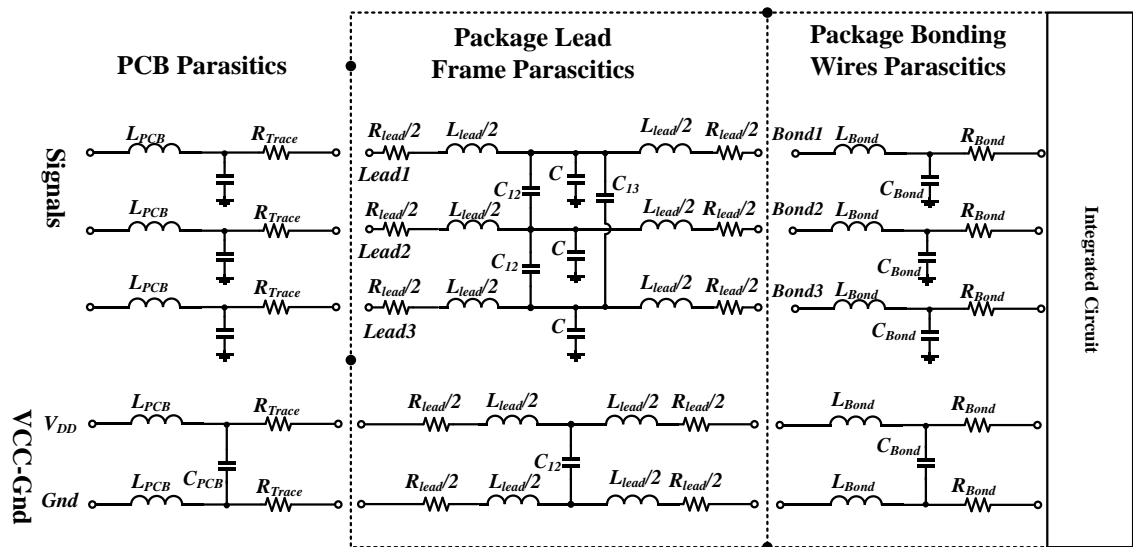 PCB Parasitics
Package Lead
Frame Parascitics
Package Bonding
Wires Parascitics
Signals
L_PCB
R_Trace
L_PCB
R_Trace
L_PCB
R_Trace
R_lead/2
L_lead/2
L_lead/2
R_lead/2
Lead1
C_12
C
C_13
R_lead/2
L_lead/2
L_lead/2
R_lead/2
Lead2
C_12
C
R_lead/2
L_lead/2
L_lead/2
R_lead/2
Lead3
C
Bond1
L_Bond
R_Bond
C_Bond
Bond2
L_Bond
R_Bond
C_Bond
Bond3
L_Bond
R_Bond
C_Bond
Integrated Circuit
VCC-Gnd
V_DD
L_PCB
R_Trace
C_PCB
Gnd
L_PCB
R_Trace
R_lead/2
L_lead/2
L_lead/2
R_lead/2
C_12
R_lead/2
L_lead/2
L_lead/2
R_lead/2
L_Bond
R_Bond
C_Bond
L_Bond
R_Bond